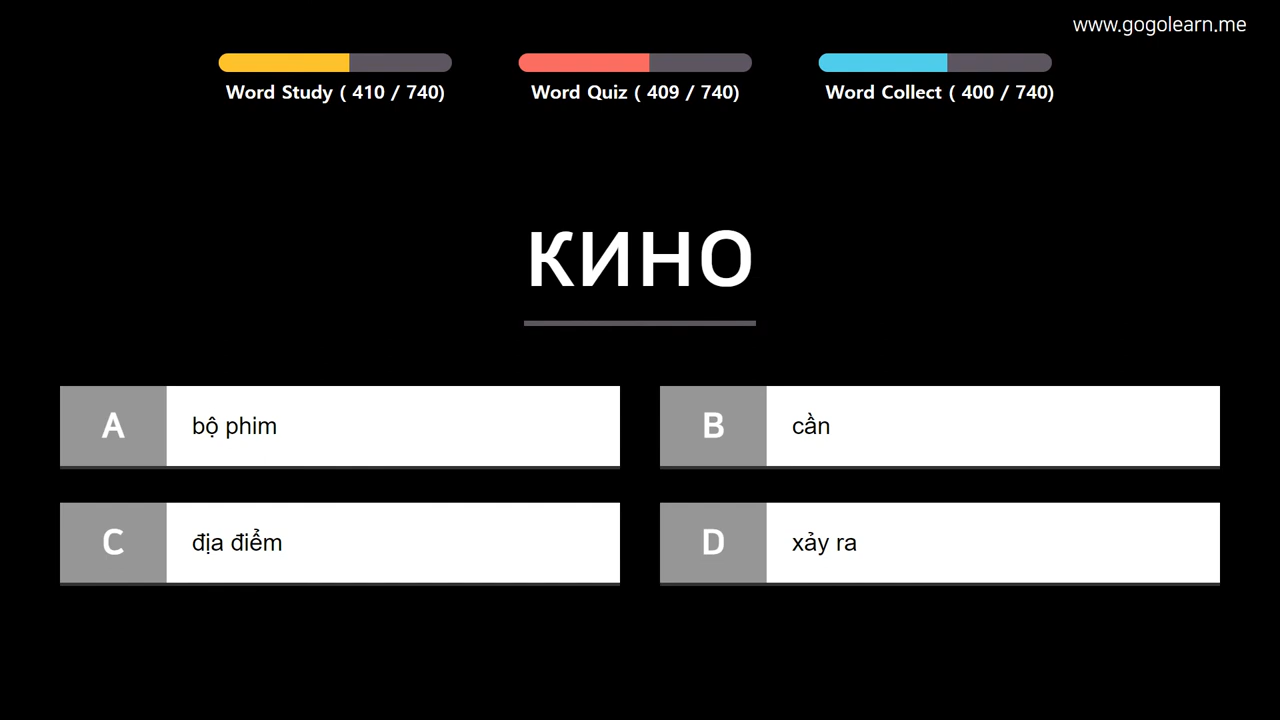 www.gogolearn.me
Word Study ( 410 / 740)
Word Quiz ( 409 / 740)
Word Collect ( 400 / 740)
кино
A bộ phim
B cần
C địa điểm
D xảy ra